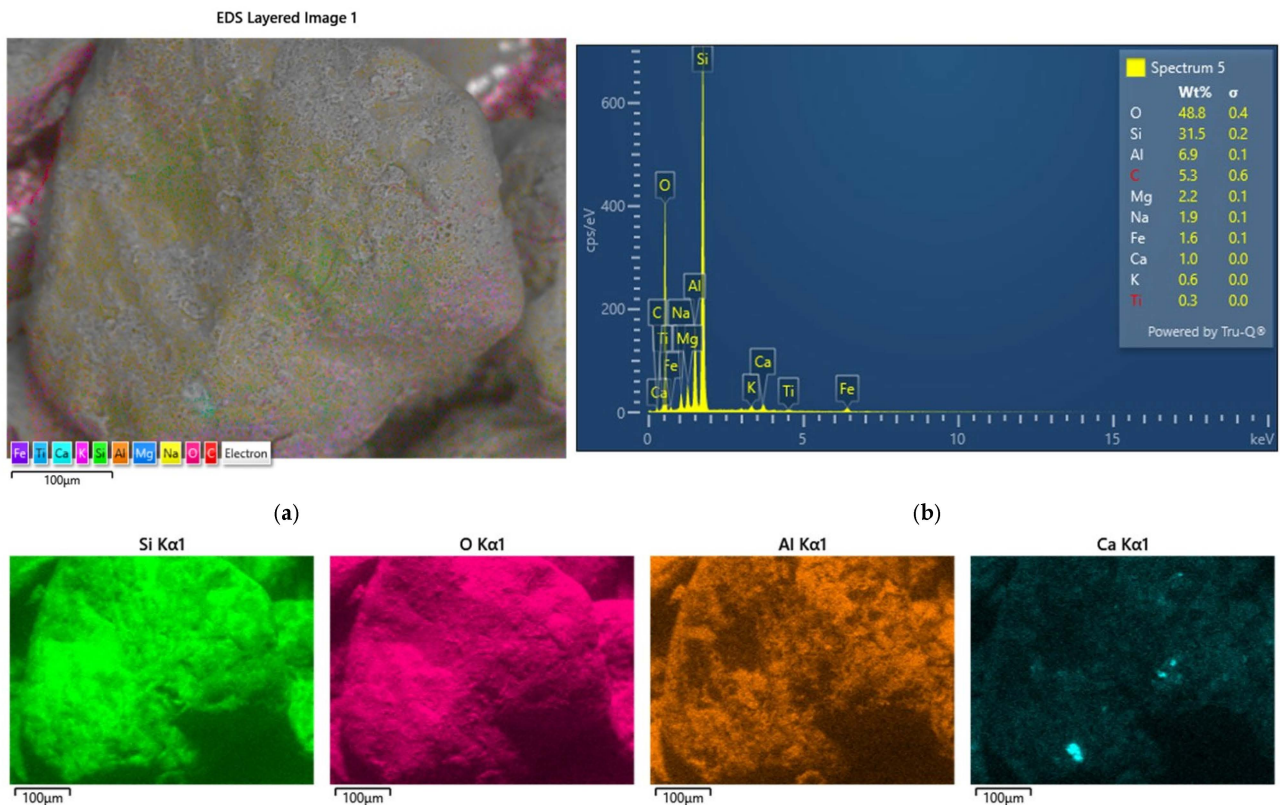 EDS Layered Image 1
Fe Ti Ca K Si Al Mg Na O C Electron
100µm
(a)
cps/eV
600
400
200
0
0 5 10 15 keV
Si
O
Al
C Na
Ti Mg
Fe
Ca
Ca
K Ti Fe
Spectrum 5
Wt% σ
O 48.8 0.4
Si 31.5 0.2
Al 6.9 0.1
C 5.3 0.6
Mg 2.2 0.1
Na 1.9 0.1
Fe 1.6 0.1
Ca 1.0 0.0
K 0.6 0.0
Ti 0.3 0.0
Powered by Tru-Q®
(b)
Si Kα1
O Kα1
Al Kα1
Ca Kα1
100µm
100µm
100µm
100µm